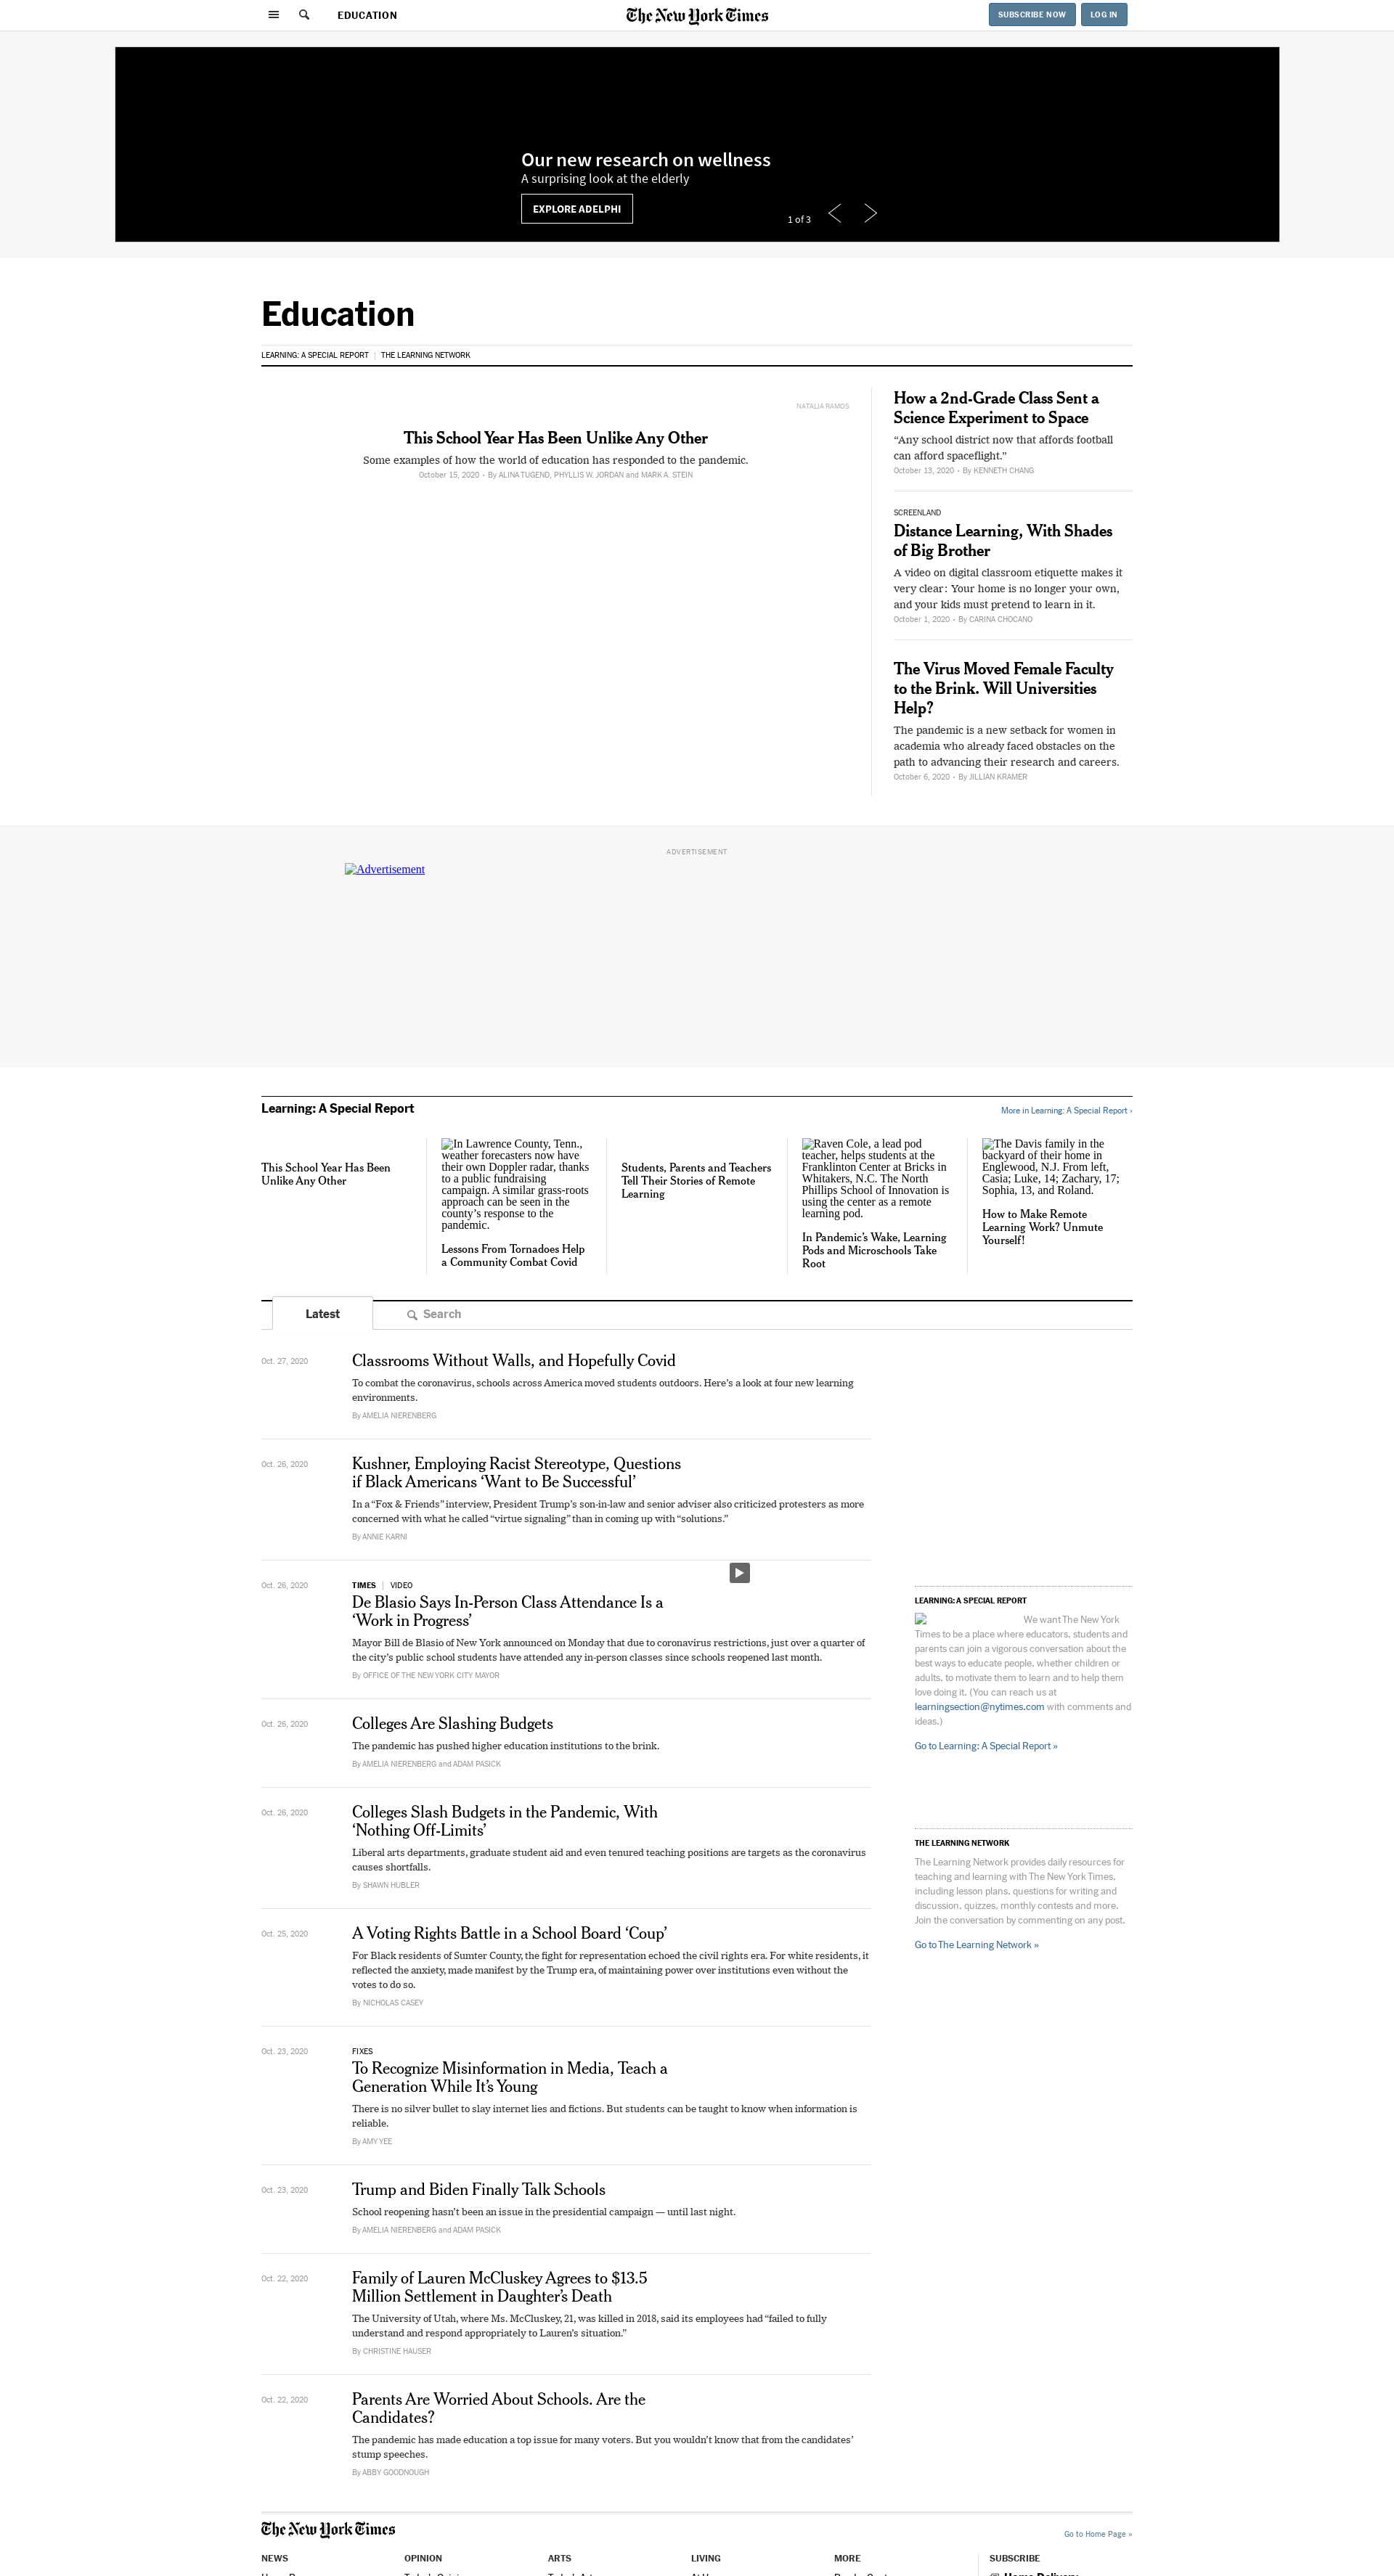 EDUCATION
The New York Times
SUBSCRIBE NOW
LOG IN
Our new research on wellness
A surprising look at the elderly
EXPLORE ADELPHI
1 of 3
Education
LEARNING: A SPECIAL REPORT | THE LEARNING NETWORK
NATALIA RAMOS
This School Year Has Been Unlike Any Other
Some examples of how the world of education has responded to the pandemic.
October 15, 2020 • By ALINA TUGEND, PHYLLIS W. JORDAN and MARK A. STEIN
How a 2nd-Grade Class Sent a
Science Experiment to Space
“Any school district now that affords football
can afford spaceflight.”
October 13, 2020 • By KENNETH CHANG
SCREENLAND
Distance Learning, With Shades
of Big Brother
A video on digital classroom etiquette makes it
very clear: Your home is no longer your own,
and your kids must pretend to learn in it.
October 1, 2020 • By CARINA CHOCANO
The Virus Moved Female Faculty
to the Brink. Will Universities
Help?
The pandemic is a new setback for women in
academia who already faced obstacles on the
path to advancing their research and careers.
October 6, 2020 • By JILLIAN KRAMER
ADVERTISEMENT
Advertisement
Learning: A Special Report
More in Learning: A Special Report ›
This School Year Has Been
Unlike Any Other
In Lawrence County, Tenn.,
weather forecasters now have
their own Doppler radar, thanks
to a public fundraising
campaign. A similar grass-roots
approach can be seen in the
county’s response to the
pandemic.
Lessons From Tornadoes Help
a Community Combat Covid
Students, Parents and Teachers
Tell Their Stories of Remote
Learning
Raven Cole, a lead pod
teacher, helps students at the
Franklinton Center at Bricks in
Whitakers, N.C. The North
Phillips School of Innovation is
using the center as a remote
learning pod.
In Pandemic’s Wake, Learning
Pods and Microschools Take
Root
The Davis family in the
backyard of their home in
Englewood, N.J. From left,
Casia; Luke, 14; Zachary, 17;
Sophia, 13, and Roland.
How to Make Remote
Learning Work? Unmute
Yourself!
Latest
Search
Oct. 27, 2020
Classrooms Without Walls, and Hopefully Covid
To combat the coronavirus, schools across America moved students outdoors. Here’s a look at four new learning
environments.
By AMELIA NIERENBERG
Oct. 26, 2020
Kushner, Employing Racist Stereotype, Questions
if Black Americans ‘Want to Be Successful’
In a “Fox & Friends” interview, President Trump’s son-in-law and senior adviser also criticized protesters as more
concerned with what he called “virtue signaling” than in coming up with “solutions.”
By ANNIE KARNI
Oct. 26, 2020
TIMES | VIDEO
De Blasio Says In-Person Class Attendance Is a
‘Work in Progress’
Mayor Bill de Blasio of New York announced on Monday that due to coronavirus restrictions, just over a quarter of
the city’s public school students have attended any in-person classes since schools reopened last month.
By OFFICE OF THE NEW YORK CITY MAYOR
Oct. 26, 2020
Colleges Are Slashing Budgets
The pandemic has pushed higher education institutions to the brink.
By AMELIA NIERENBERG and ADAM PASICK
Oct. 26, 2020
Colleges Slash Budgets in the Pandemic, With
‘Nothing Off-Limits’
Liberal arts departments, graduate student aid and even tenured teaching positions are targets as the coronavirus
causes shortfalls.
By SHAWN HUBLER
Oct. 25, 2020
A Voting Rights Battle in a School Board ‘Coup’
For Black residents of Sumter County, the fight for representation echoed the civil rights era. For white residents, it
reflected the anxiety, made manifest by the Trump era, of maintaining power over institutions even without the
votes to do so.
By NICHOLAS CASEY
Oct. 23, 2020
FIXES
To Recognize Misinformation in Media, Teach a
Generation While It’s Young
There is no silver bullet to slay internet lies and fictions. But students can be taught to know when information is
reliable.
By AMY YEE
Oct. 23, 2020
Trump and Biden Finally Talk Schools
School reopening hasn’t been an issue in the presidential campaign — until last night.
By AMELIA NIERENBERG and ADAM PASICK
Oct. 22, 2020
Family of Lauren McCluskey Agrees to $13.5
Million Settlement in Daughter’s Death
The University of Utah, where Ms. McCluskey, 21, was killed in 2018, said its employees had “failed to fully
understand and respond appropriately to Lauren’s situation.”
By CHRISTINE HAUSER
Oct. 22, 2020
Parents Are Worried About Schools. Are the
Candidates?
The pandemic has made education a top issue for many voters. But you wouldn’t know that from the candidates’
stump speeches.
By ABBY GOODNOUGH
LEARNING: A SPECIAL REPORT
We want The New York
Times to be a place where educators, students and
parents can join a vigorous conversation about the
best ways to educate people, whether children or
adults, to motivate them to learn and to help them
love doing it. (You can reach us at
learningsection@nytimes.com with comments and
ideas.)
Go to Learning: A Special Report »
THE LEARNING NETWORK
The Learning Network provides daily resources for
teaching and learning with The New York Times,
including lesson plans, questions for writing and
discussion, quizzes, monthly contests and more.
Join the conversation by commenting on any post.
Go to The Learning Network »
The New York Times
Go to Home Page »
NEWS
OPINION
ARTS
LIVING
MORE
SUBSCRIBE